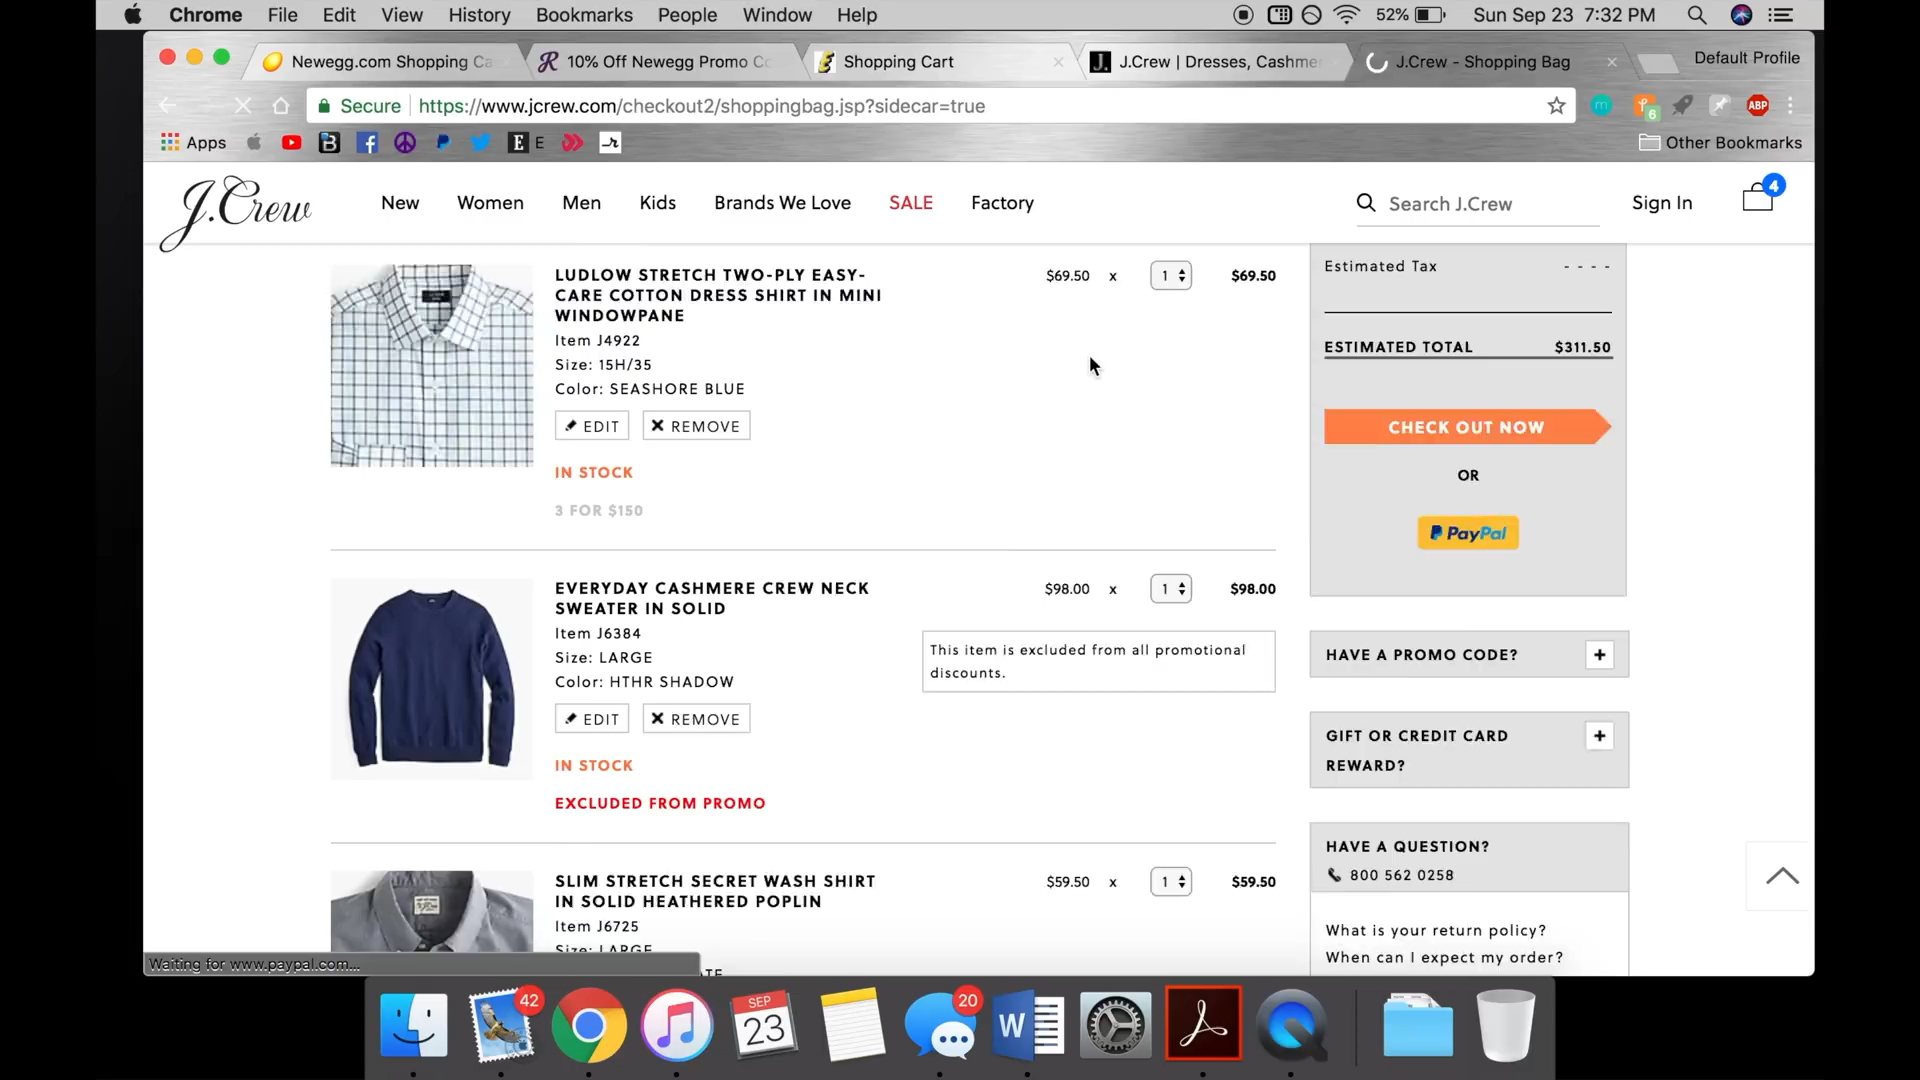 Chrome File Edit View History Bookmarks People Window Help 52% Sun Sep 23 7:32 PM
Newegg.com Shopping Ca 10% Off Newegg Promo Co Shopping Cart J.Crew | Dresses, Cashme J.Crew - Shopping Bag Default Profile
Secure https://www.jcrew.com/checkout2/shoppingbag.jsp?sidecar=true m 6 ABP
Apps E E Other Bookmarks
J.Crew New Women Men Kids Brands We Love SALE Factory Search J.Crew Sign In 4
LUDLOW STRETCH TWO-PLY EASY-
CARE COTTON DRESS SHIRT IN MINI
WINDOWPANE
Item J4922
Size: 15H/35
Color: SEASHORE BLUE
EDIT REMOVE
IN STOCK
3 FOR $150
$69.50 x 1 $69.50
EVERYDAY CASHMERE CREW NECK
SWEATER IN SOLID
Item J6384
Size: LARGE
Color: HTHR SHADOW
EDIT REMOVE
IN STOCK
EXCLUDED FROM PROMO
$98.00 x 1 $98.00
This item is excluded from all promotional
discounts.
SLIM STRETCH SECRET WASH SHIRT
IN SOLID HEATHERED POPLIN
Item J6725
Size: LARGE
$59.50 x 1 $59.50
Estimated Tax - - - -
ESTIMATED TOTAL $311.50
CHECK OUT NOW
OR
PayPal
HAVE A PROMO CODE? +
GIFT OR CREDIT CARD
REWARD? +
HAVE A QUESTION?
800 562 0258
What is your return policy?
When can I expect my order?
Waiting for www.paypal.com...
42 SEP 23 20 W